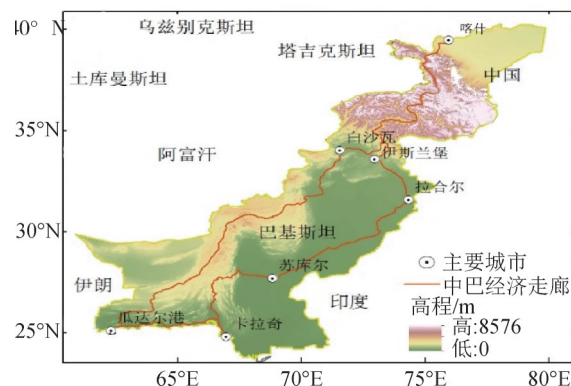 40° N
乌兹别克斯坦
喀什
塔吉克斯坦
土库曼斯坦
中国
35°N
白沙瓦
阿富汗
伊斯兰堡
拉合尔
30°N
巴基斯坦
主要城市
伊朗
苏库尔
中巴经济走廊
印度
高程/m
瓜达尔港
高:8576
25°N
卡拉奇
低:0
65°E
70°E
75°E
80°E